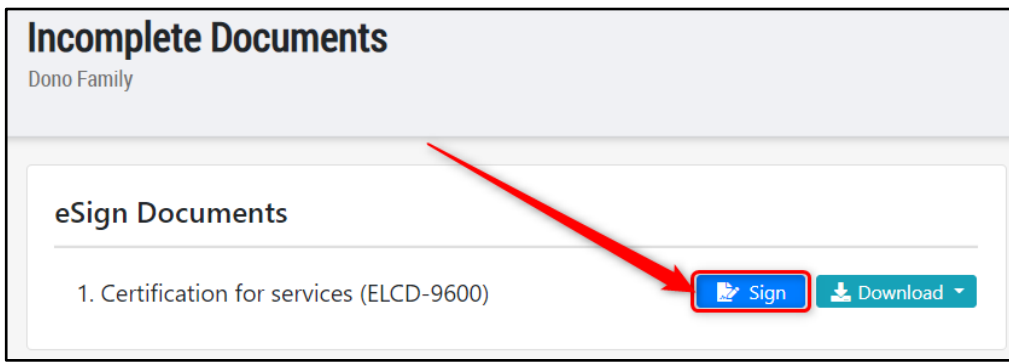 Incomplete Documents
Dono Family
eSign Documents
1. Certification for services (ELCD-9600)
Sign
Download